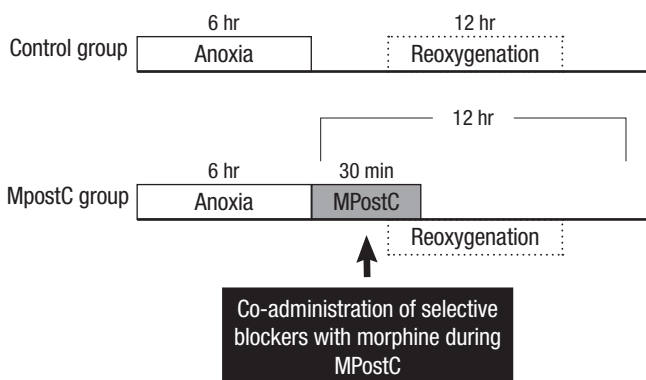 6 hr
12 hr
Control group
Anoxia
Reoxygenation
12 hr
6 hr
30 min
MpostC group
Anoxia
MPostC
Reoxygenation
Co-administration of selective
blockers with morphine during
MPostC